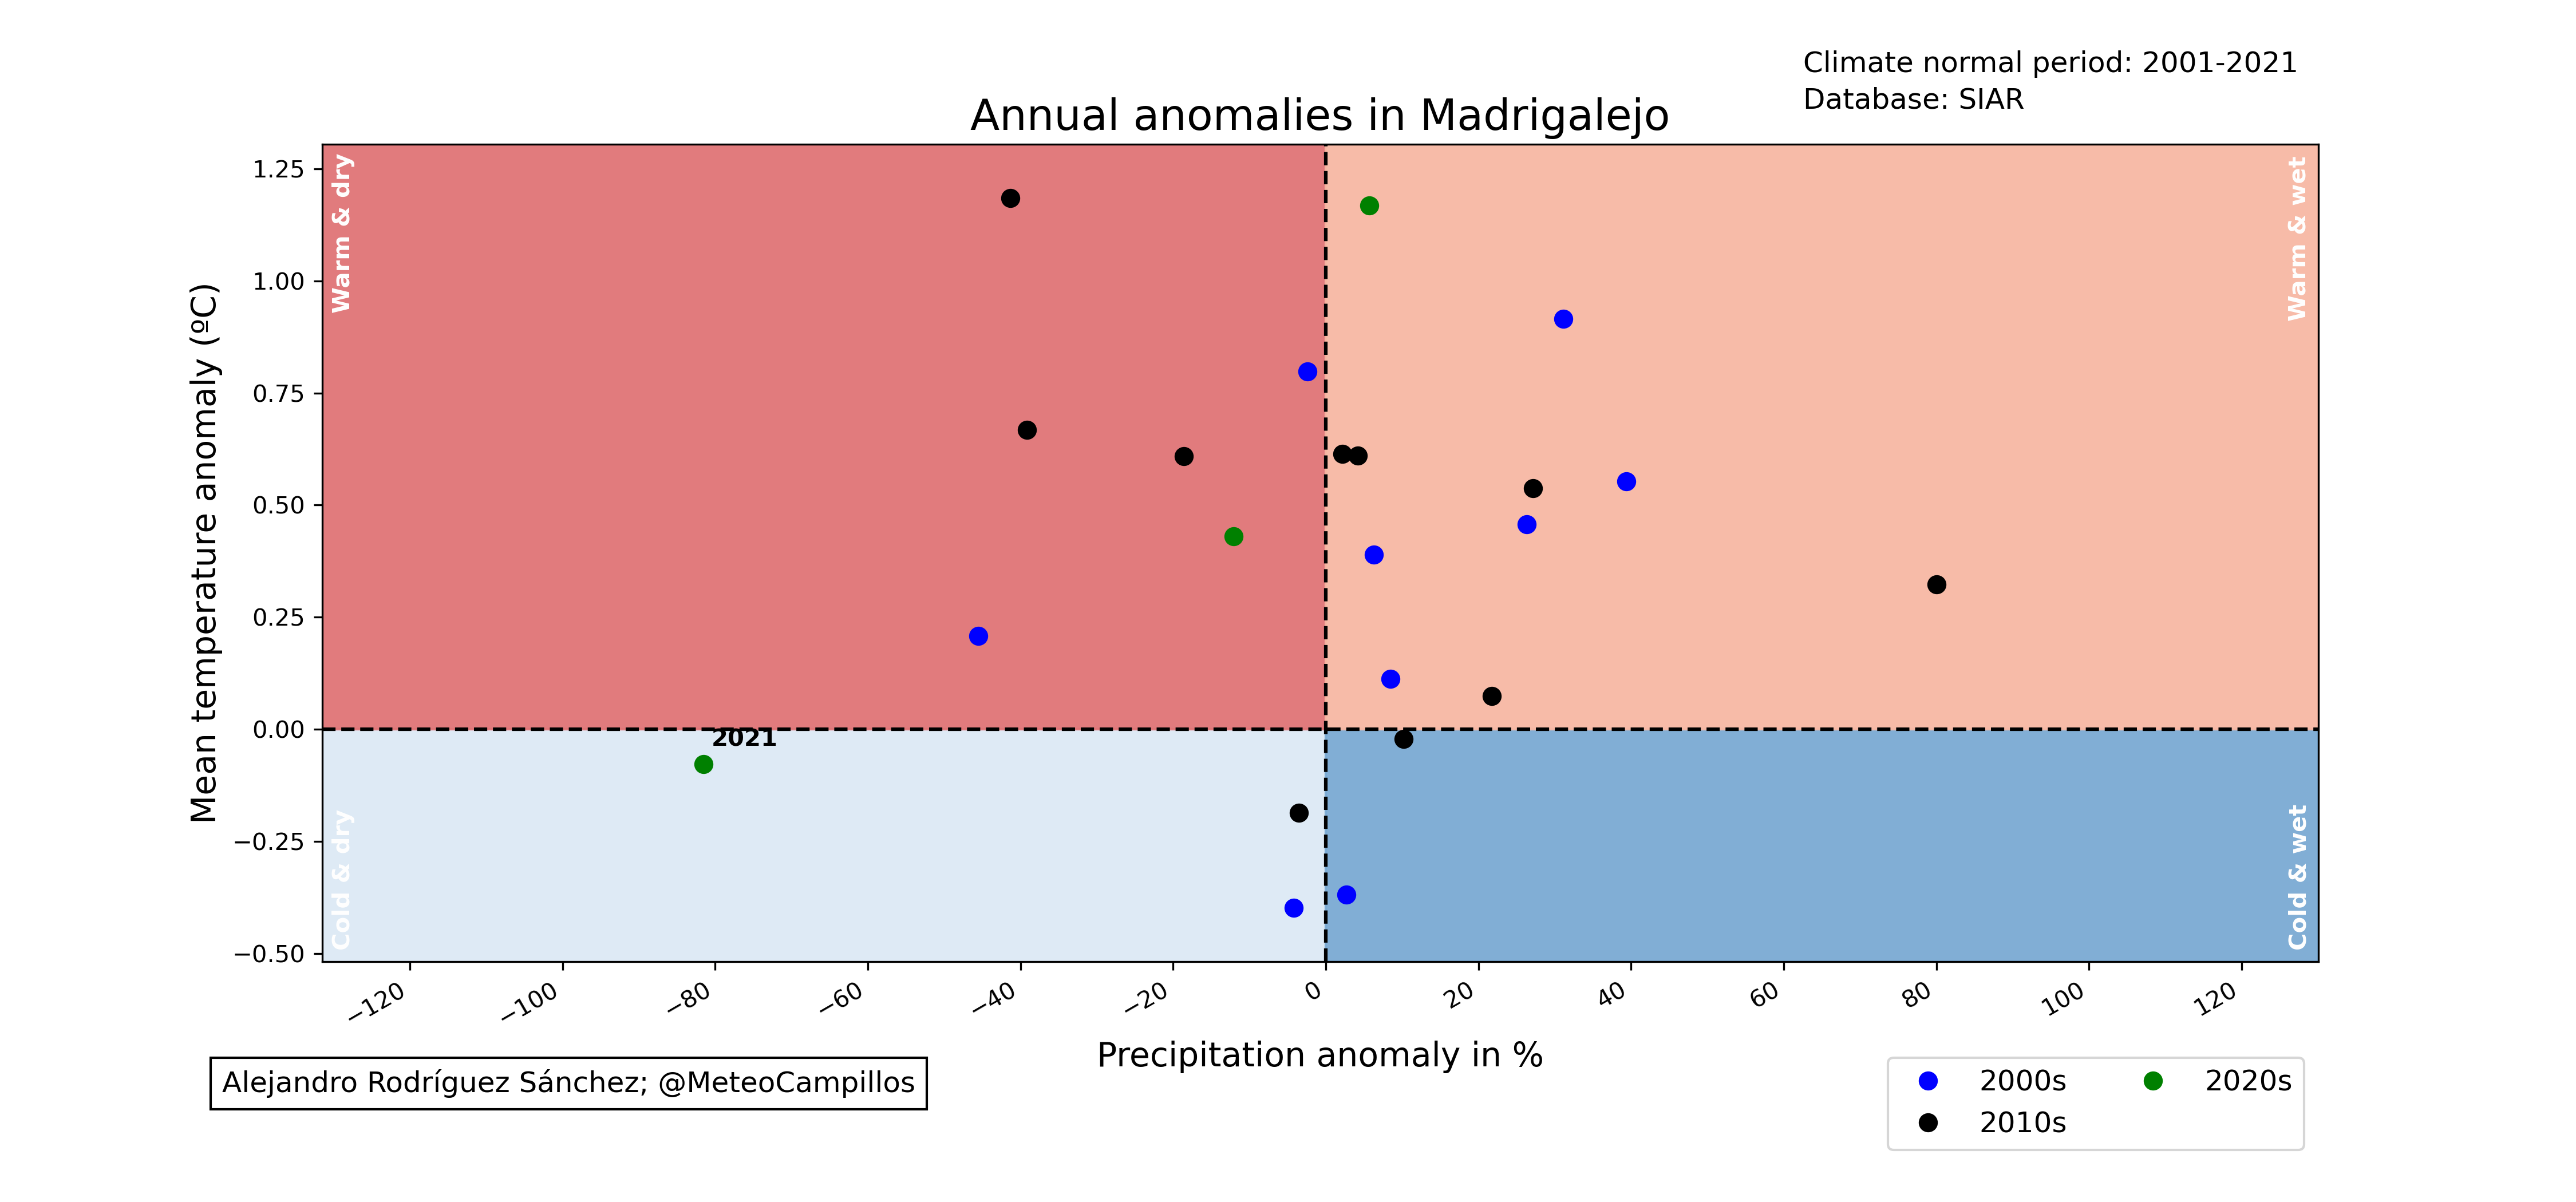 Climate normal period: 2001-2021
Database: SIAR
Annual anomalies in Madrigalejo
Warm & dry
Warm & wet
Cold & dry
Cold & wet
Mean temperature anomaly (ºC)
1.25
1.00
0.75
0.50
0.25
0.00
−0.25
−0.50
2021
−120
−100
−80
−60
−40
−20
0
20
40
60
80
100
120
Precipitation anomaly in %
Alejandro Rodríguez Sánchez; @MeteoCampillos
2000s
2010s
2020s